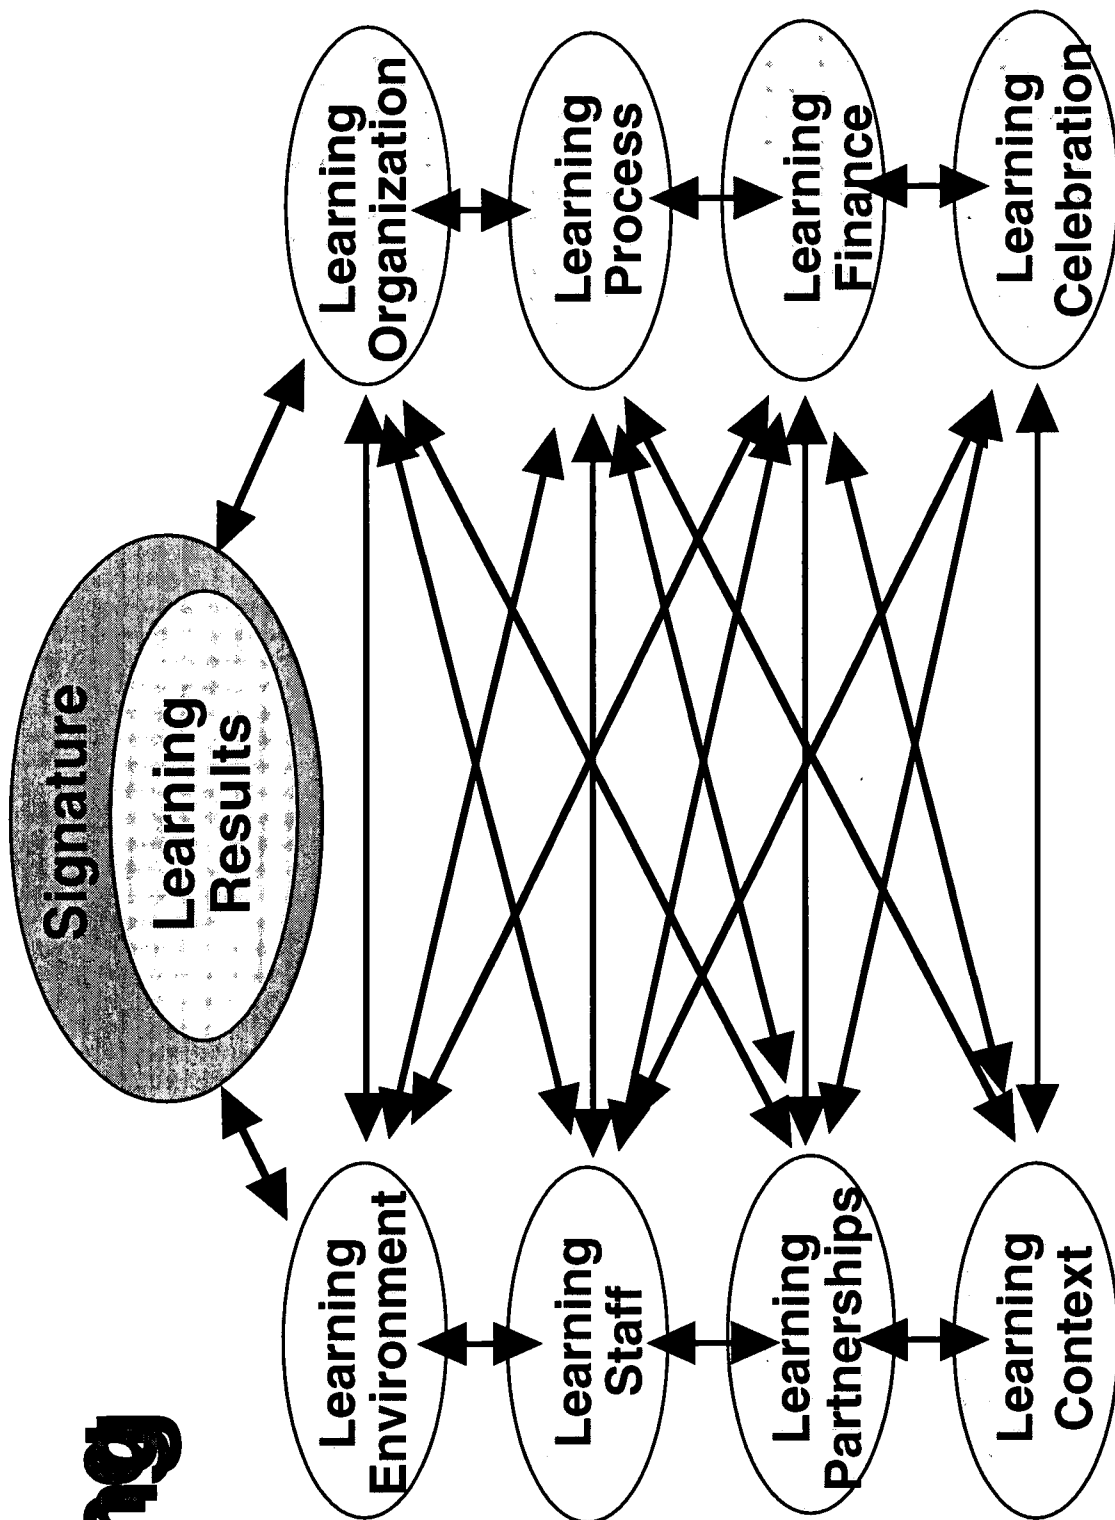 Signature
Learning
Results
Learning
Environment
Learning
Organization
Learning
Staff
Learning
Process
Learning
Partnerships
Learning
Finance
Learning
Context
Learning
Celebration